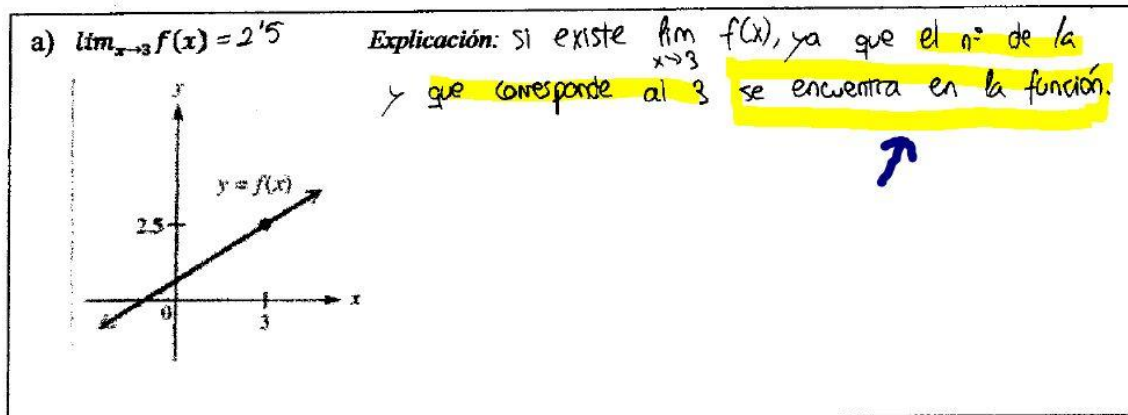 a) lim x→3 f(x) = 2'5 Explicación: Si existe lim x→3 f(x), ya que el nº de la
y que corresponde al 3 se encuentra en la función.
y
y = f(x)
2.5
x
0
3